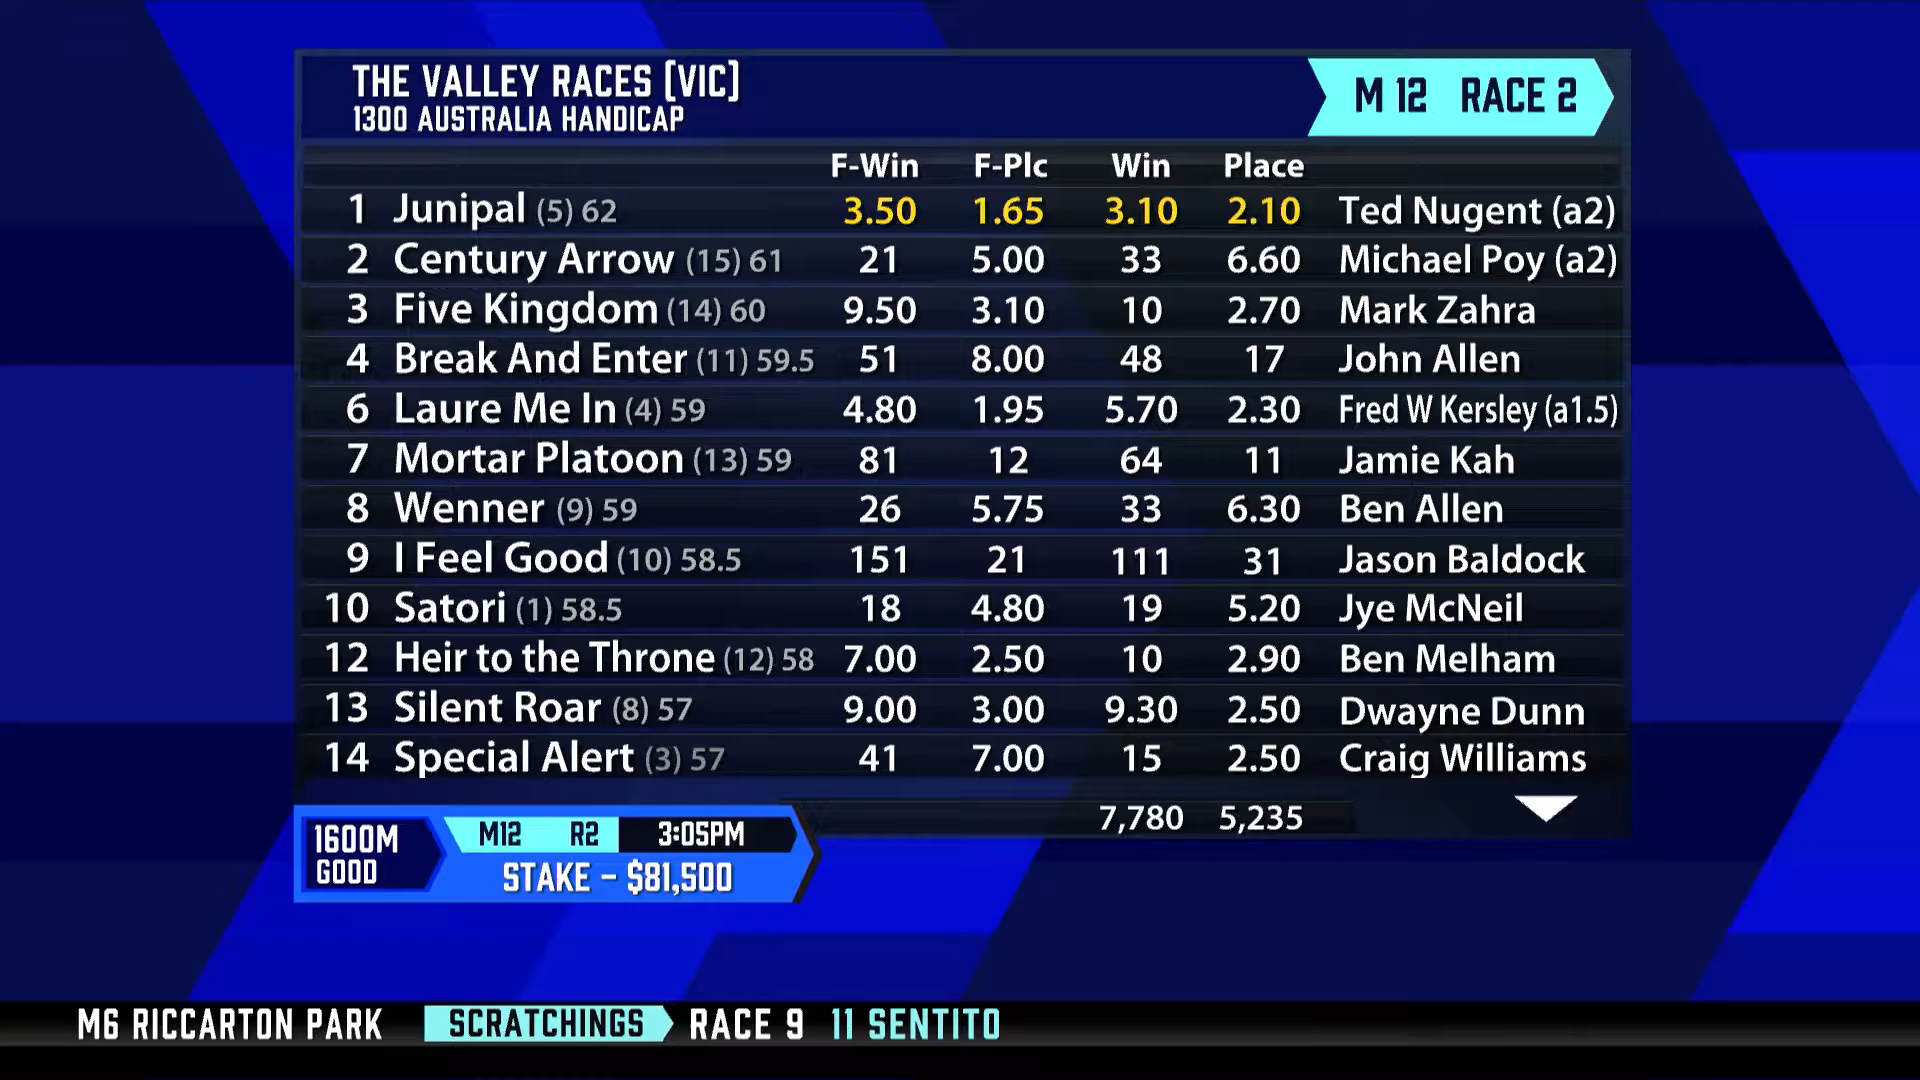 THE VALLEY RACES [VIC]
1300 AUSTRALIA HANDICAP
M 12 RACE 2
F-Win F-Plc Win Place
1 Junipal (5) 62 3.50 1.65 3.10 2.10 Ted Nugent (a2)
2 Century Arrow (15) 61 21 5.00 33 6.60 Michael Poy (a2)
3 Five Kingdom (14) 60 9.50 3.10 10 2.70 Mark Zahra
4 Break And Enter (11) 59.5 51 8.00 48 17 John Allen
6 Laure Me In (4) 59 4.80 1.95 5.70 2.30 Fred W Kersley (a1.5)
7 Mortar Platoon (13) 59 81 12 64 11 Jamie Kah
8 Wenner (9) 59 26 5.75 33 6.30 Ben Allen
9 I Feel Good (10) 58.5 151 21 111 31 Jason Baldock
10 Satori (1) 58.5 18 4.80 19 5.20 Jye McNeil
12 Heir to the Throne (12) 58 7.00 2.50 10 2.90 Ben Melham
13 Silent Roar (8) 57 9.00 3.00 9.30 2.50 Dwayne Dunn
14 Special Alert (3) 57 41 7.00 15 2.50 Craig Williams
7,780 5,235
1600M
GOOD
M12 R2 3:05PM
STAKE - $81,500
M6 RICCARTON PARK SCRATCHINGS RACE 9 11 SENTITO